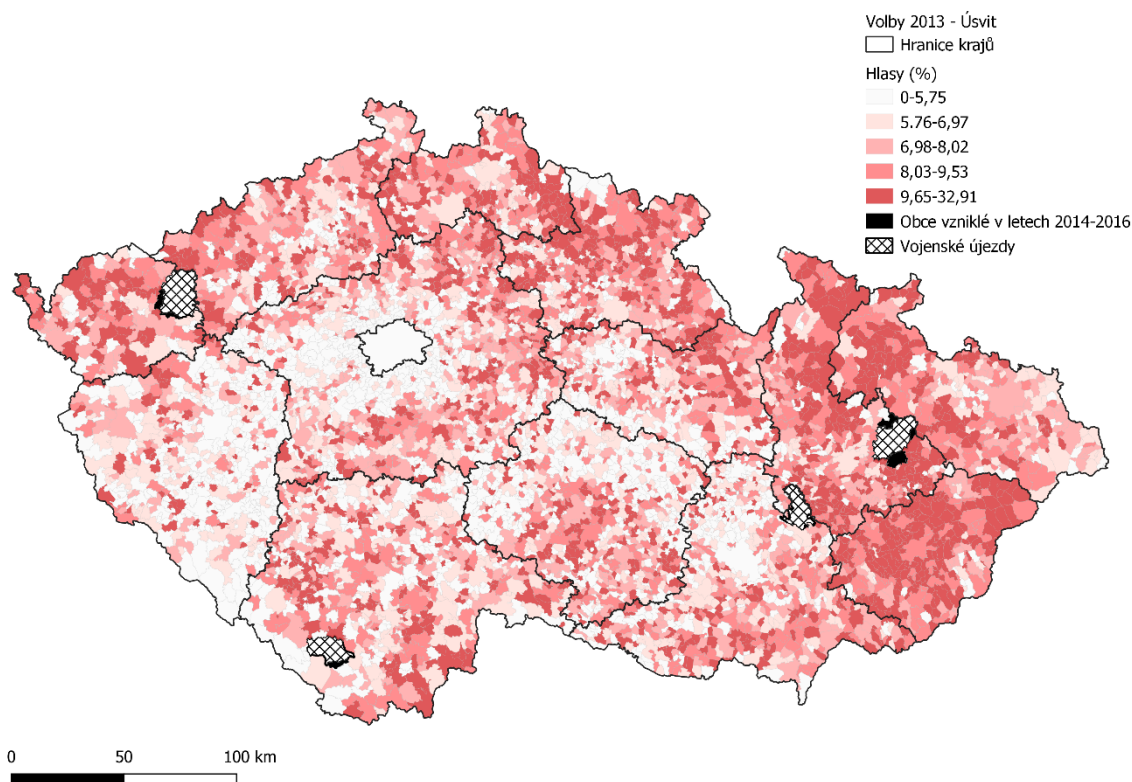 Volby 2013 - Úsvit
Hranice krajů
Hlasy (%)
0-5,75
5.76-6,97
6,98-8,02
8,03-9,53
9,65-32,91
Obce vzniklé v letech 2014-2016
Vojenské újezdy
0 50 100 km